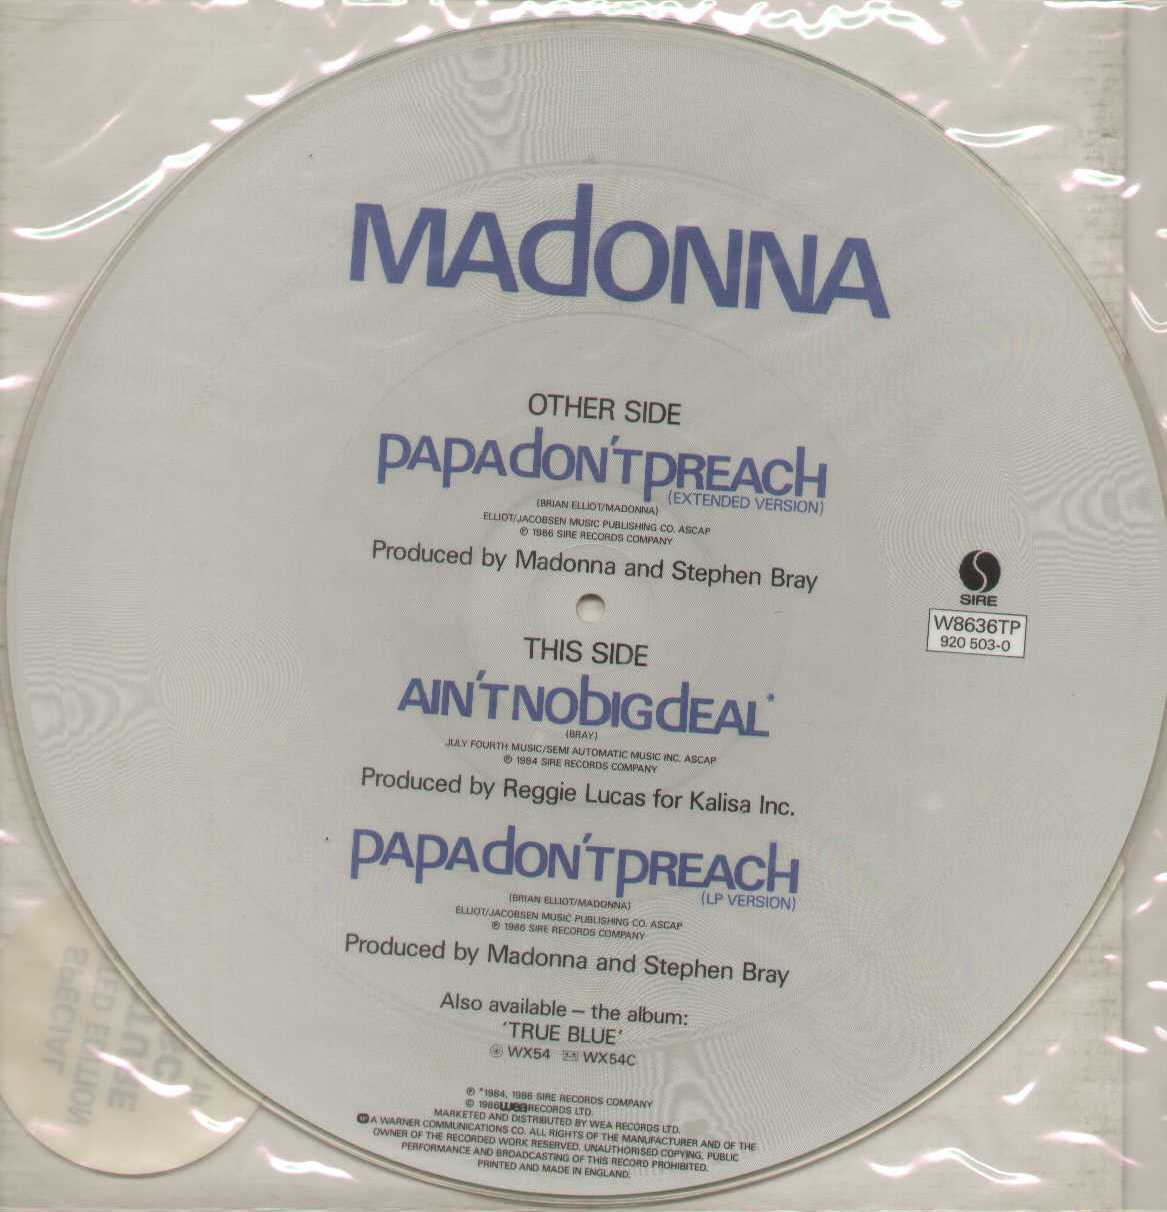 MADONNA
OTHER SIDE
PAPA DON'T PREACH
(EXTENDED VERSION)
(BRIAN ELLIOT/MADONNA)
ELLIOT/JACOBSEN MUSIC PUBLISHING CO. ASCAP
℗ 1986 SIRE RECORDS COMPANY
Produced by Madonna and Stephen Bray
SIRE
W8636TP
920 503-0
THIS SIDE
AIN'T NO BIG DEAL*
(BRAY)
JULY FOURTH MUSIC/SEMI AUTOMATIC MUSIC INC. ASCAP
℗ 1984 SIRE RECORDS COMPANY
Produced by Reggie Lucas for Kalisa Inc.
PAPA DON'T PREACH
(LP VERSION)
(BRIAN ELLIOT/MADONNA)
ELLIOT/JACOBSEN MUSIC PUBLISHING CO. ASCAP
℗ 1986 SIRE RECORDS COMPANY
Produced by Madonna and Stephen Bray
Also available – the album:
'TRUE BLUE'
WX54 WX54C
℗ *1984, 1986 SIRE RECORDS COMPANY
© 1986 wea RECORDS LTD.
MARKETED AND DISTRIBUTED BY WEA RECORDS LTD.
A WARNER COMMUNICATIONS CO. ALL RIGHTS OF THE MANUFACTURER AND OF THE
OWNER OF THE RECORDED WORK RESERVED. UNAUTHORISED COPYING, PUBLIC
PERFORMANCE AND BROADCASTING OF THIS RECORD PROHIBITED.
PRINTED AND MADE IN ENGLAND.
SPECIAL
EDITION